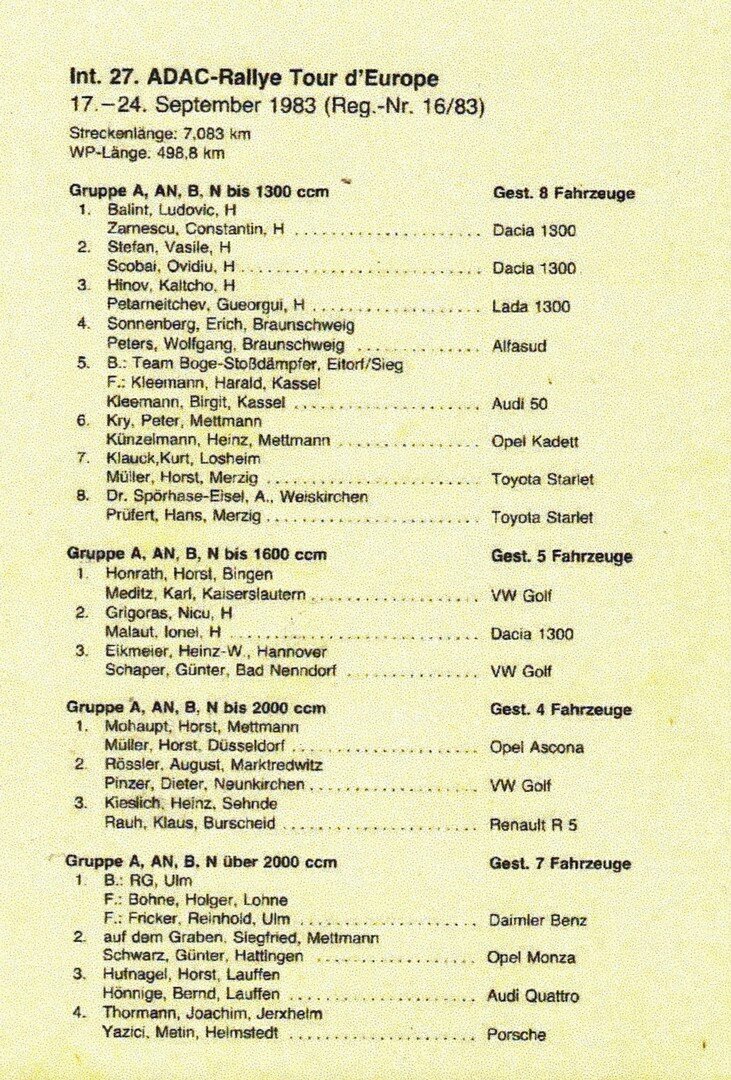 Int. 27. ADAC-Rallye Tour d'Europe
17.–24. September 1983 (Reg.-Nr. 16/83)
Streckenlänge: 7,083 km
WP-Länge: 498,8 km
Gruppe A, AN, B, N bis 1300 ccm Gest. 8 Fahrzeuge
1. Balint, Ludovic, H
Zarnescu, Constantin, H .................... Dacia 1300
2. Stefan, Vasile, H
Scobai, Ovidiu, H .................... Dacia 1300
3. Hinov, Kaltcho, H
Petarneitchev, Gueorgui, H .................... Lada 1300
4. Sonnenberg, Erich, Braunschweig
Peters, Wolfgang, Braunschweig .................... Alfasud
5. B.: Team Boge-Stoßdämpfer, Eitorf/Sieg
F.: Kleemann, Harald, Kassel
Kleemann, Birgit, Kassel .................... Audi 50
6. Kry, Peter, Mettmann
Künzelmann, Heinz, Mettmann .................... Opel Kadett
7. Klauck,Kurt, Losheim
Müller, Horst, Merzig .................... Toyota Starlet
8. Dr. Spörhase-Eisel, A., Weiskirchen
Prüfert, Hans, Merzig .................... Toyota Starlet
Gruppe A, AN, B, N bis 1600 ccm Gest. 5 Fahrzeuge
1. Honrath, Horst, Bingen
Meditz, Karl, Kaiserslautern .................... VW Golf
2. Grigoras, Nicu, H
Malaut, Ionel, H .................... Dacia 1300
3. Eikmeier, Heinz-W., Hannover
Schaper, Günter, Bad Nenndorf .................... VW Golf
Gruppe A, AN, B, N bis 2000 ccm Gest. 4 Fahrzeuge
1. Mohaupt, Horst, Mettmann
Müller, Horst, Düsseldorf .................... Opel Ascona
2. Rössler, August, Marktredwitz
Pinzer, Dieter, Neunkirchen .................... VW Golf
3. Kieslich, Heinz, Sehnde
Rauh, Klaus, Burscheid .................... Renault R 5
Gruppe A, AN, B, N über 2000 ccm Gest. 7 Fahrzeuge
1. B.: RG, Ulm
F.: Bohne, Holger, Lohne
F.: Fricker, Reinhold, Ulm .................... Daimler Benz
2. auf dem Graben, Siegfried, Mettmann
Schwarz, Günter, Hattingen .................... Opel Monza
3. Hufnagel, Horst, Lauffen
Hönnige, Bernd, Lauffen .................... Audi Quattro
4. Thormann, Joachim, Jerxheim
Yazici, Metin, Helmstedt .................... Porsche